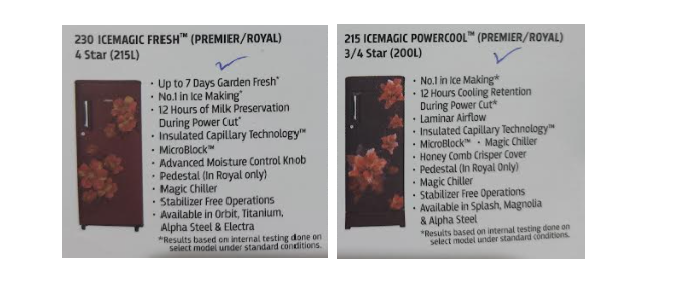 230 ICEMAGIC FRESH™ (PREMIER/ROYAL)
4 Star (215L)
· Up to 7 Days Garden Fresh*
· No.1 in Ice Making*
· 12 Hours of Milk Preservation
During Power Cut*
· Insulated Capillary Technology™
· MicroBlock™
· Advanced Moisture Control Knob
· Pedestal (In Royal only)
· Magic Chiller
· Stabilizer Free Operations
· Available in Orbit, Titanium,
Alpha Steel & Electra
*Results based on internal testing done on
select model under standard conditions.
215 ICEMAGIC POWERCOOL™ (PREMIER/ROYAL)
3/4 Star (200L)
· No.1 in Ice Making*
· 12 Hours Cooling Retention
During Power Cut*
· Laminar Airflow
· Insulated Capillary Technology™
· MicroBlock™ · Magic Chiller
· Honey Comb Crisper Cover
· Pedestal (In Royal Only)
· Magic Chiller
· Stabilizer Free Operations
· Available in Splash, Magnolia
& Alpha Steel
*Results based on internal testing done on
select model under standard conditions.